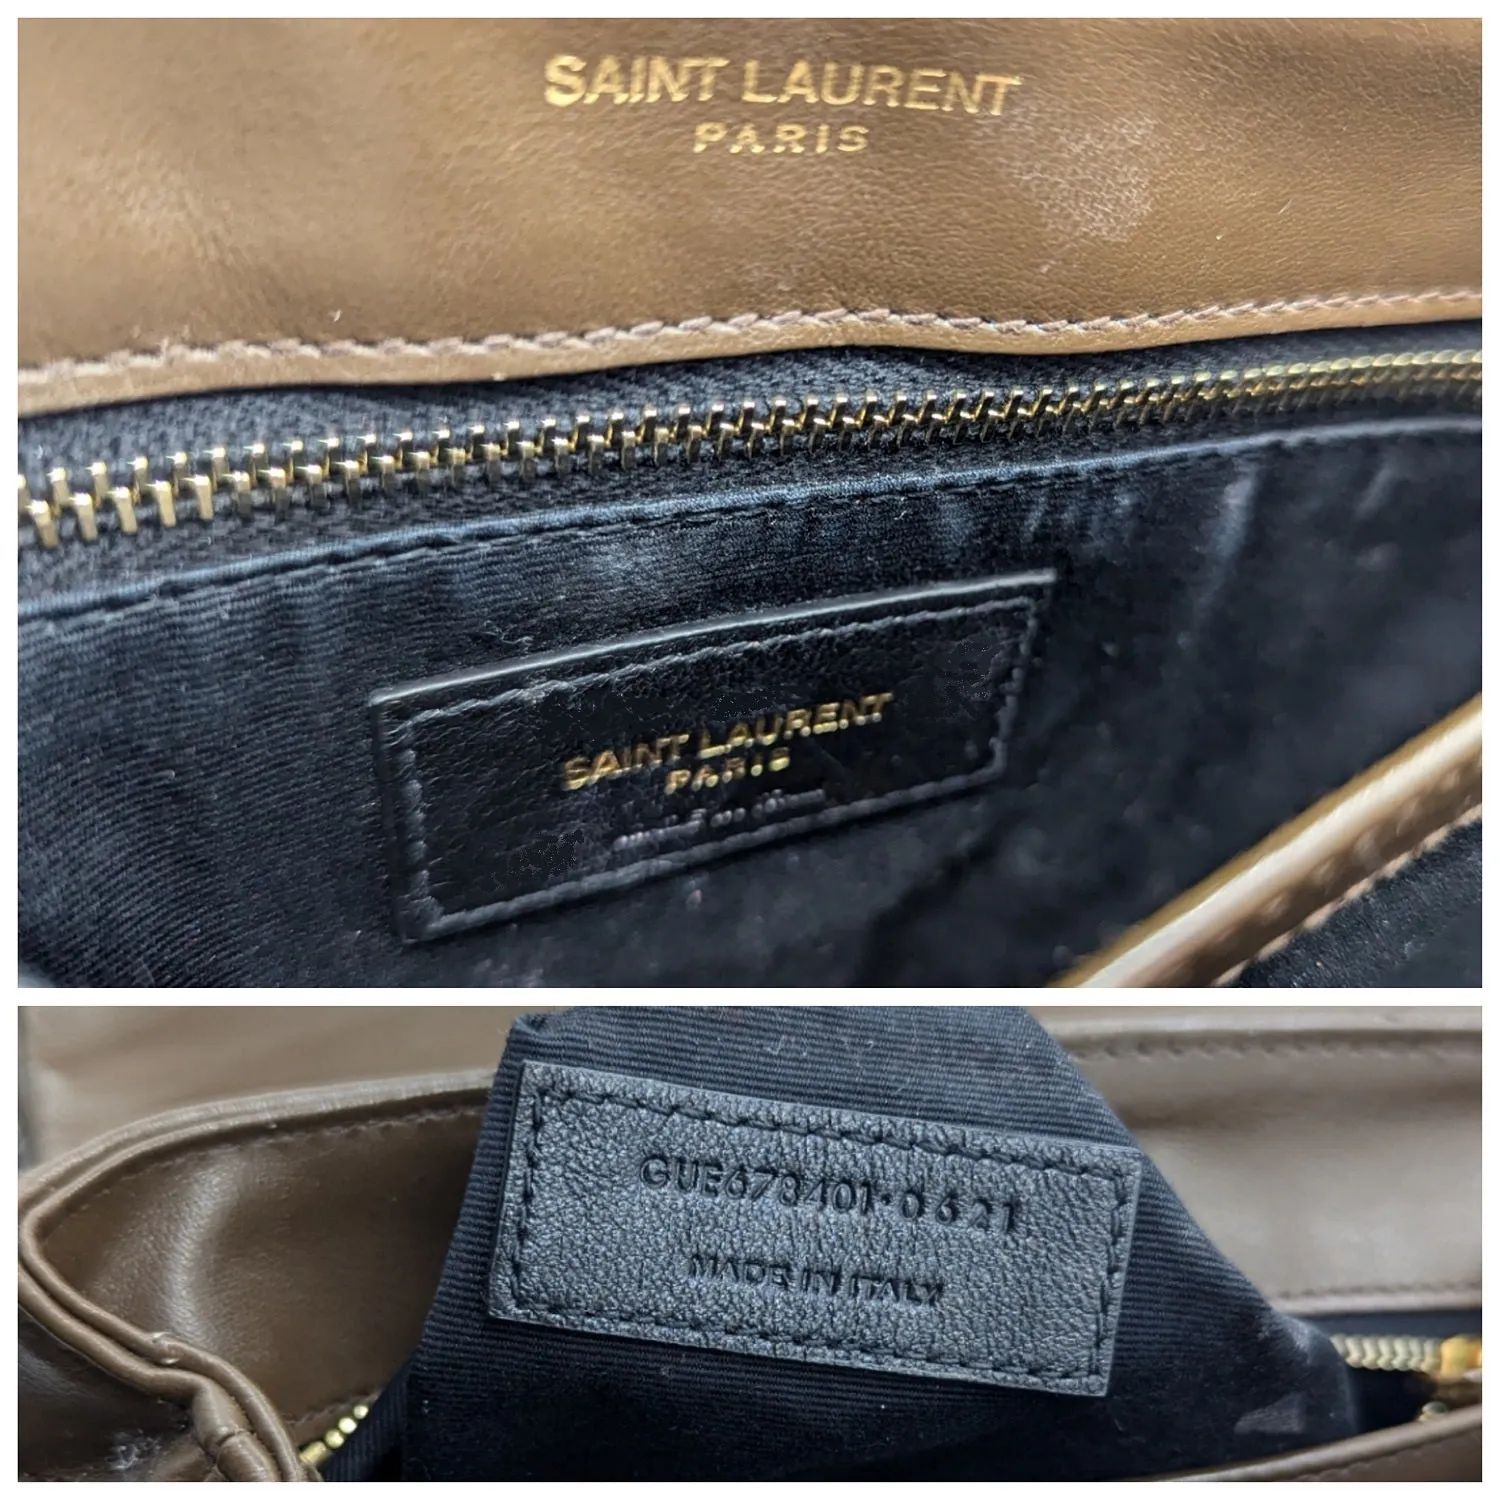 SAINT LAURENT
PARIS
SAINT LAURENT
PARIS
GUE678401·0621
MADE IN ITALY